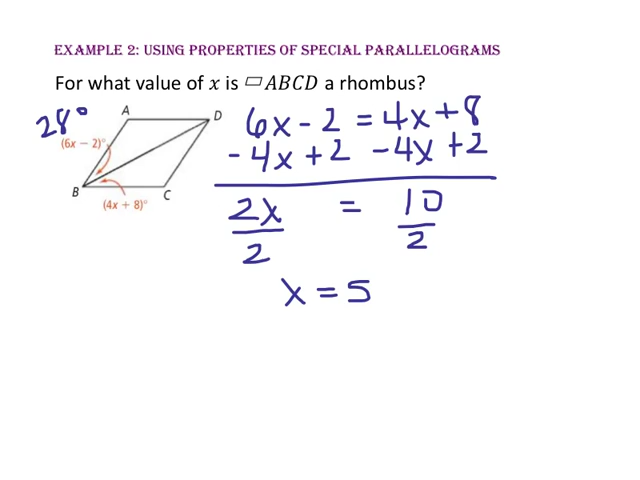 EXAMPLE 2: USING PROPERTIES OF SPECIAL PARALLELOGRAMS
For what value of x is ▱ABCD a rhombus?
28°
A
D
(6x − 2)°
B
C
(4x + 8)°
6x - 2 = 4x + 8
- 4x + 2 - 4x + 2
2x = 10
2 2
x = 5